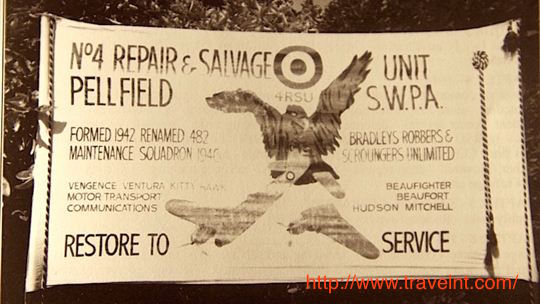 Nº4 REPAIR & SALVAGE UNIT
PELLFIELD S.W.P.A.
4RSU
FORMED 1942 RENAMED 482
MAINTENANCE SQUADRON 1946
BRADLEYS ROBBERS &
SCROUNGERS UNLIMITED
VENGENCE VENTURA KITTY HAWK
MOTOR TRANSPORT
COMMUNICATIONS
BEAUFIGHTER
BEAUFORT
HUDSON MITCHELL
RESTORE TO SERVICE
http://www.travelnt.com/